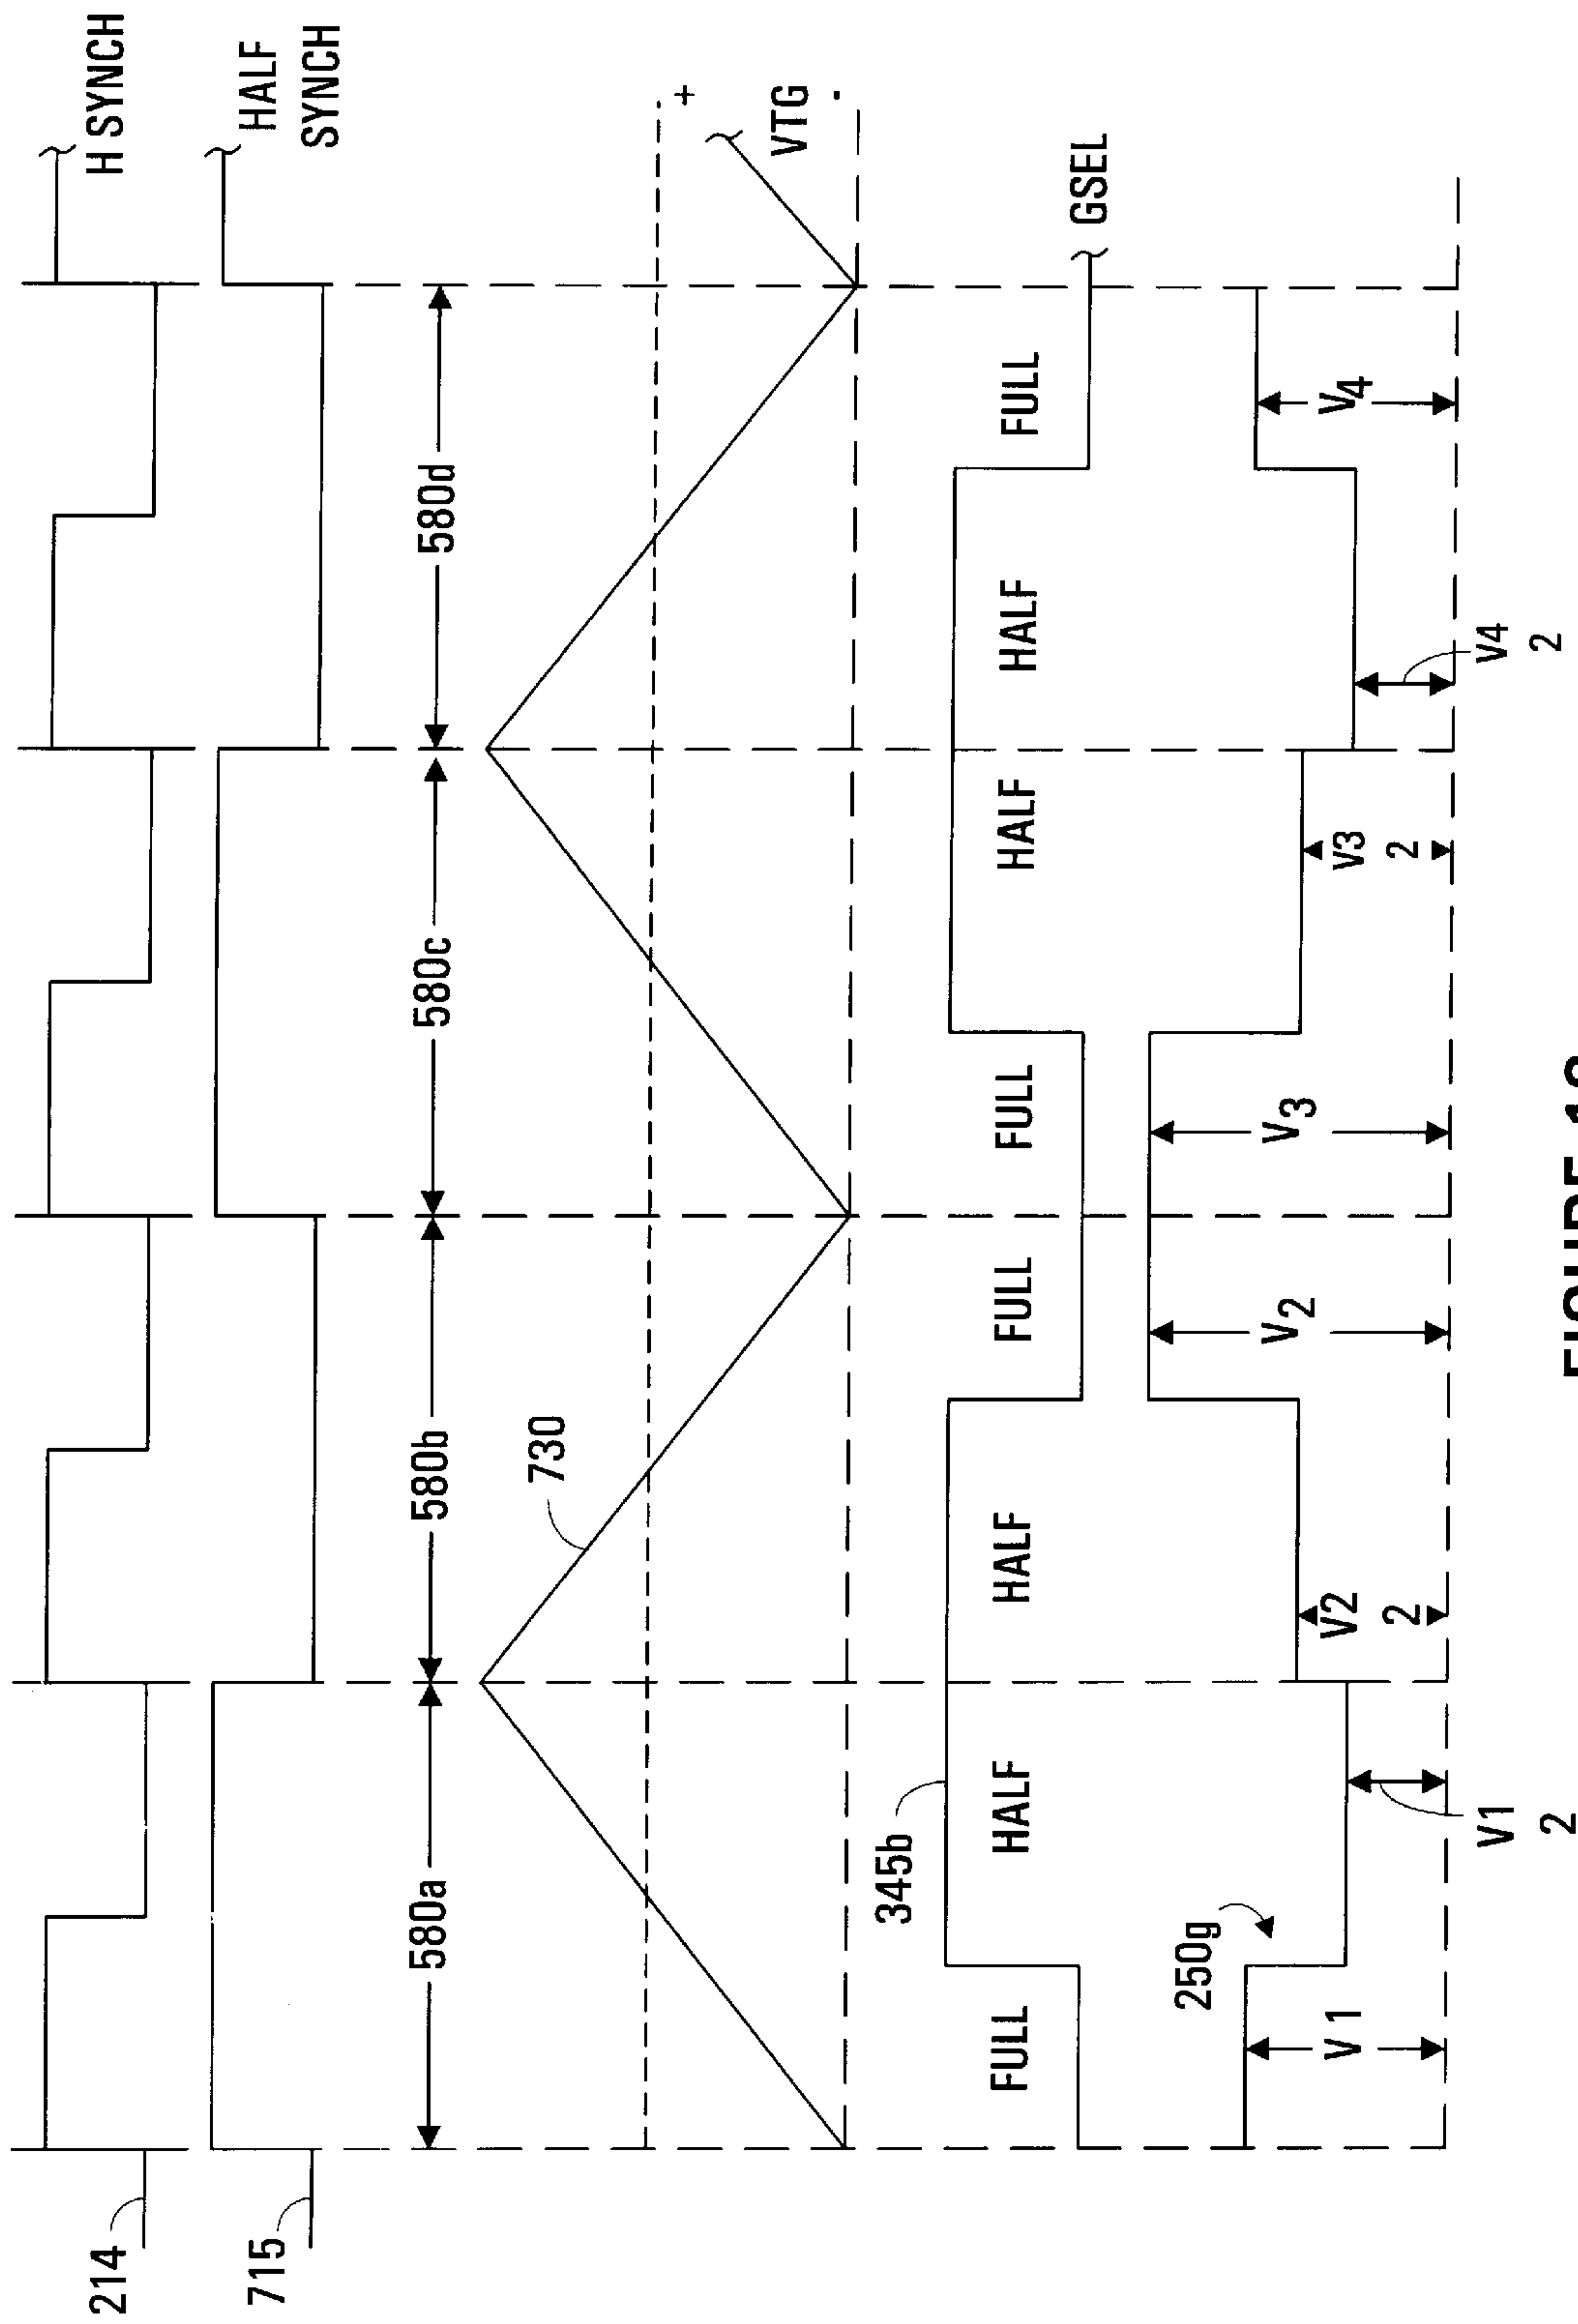 214
H SYNCH
715
HALF
SYNCH
580a
580b
580c
580d
730
+
VTG
-
345b
GSEL
FULL
HALF
HALF
FULL
FULL
HALF
HALF
FULL
250g
V1
V1
2
V2
2
V2
V3
V3
2
V4
2
V4